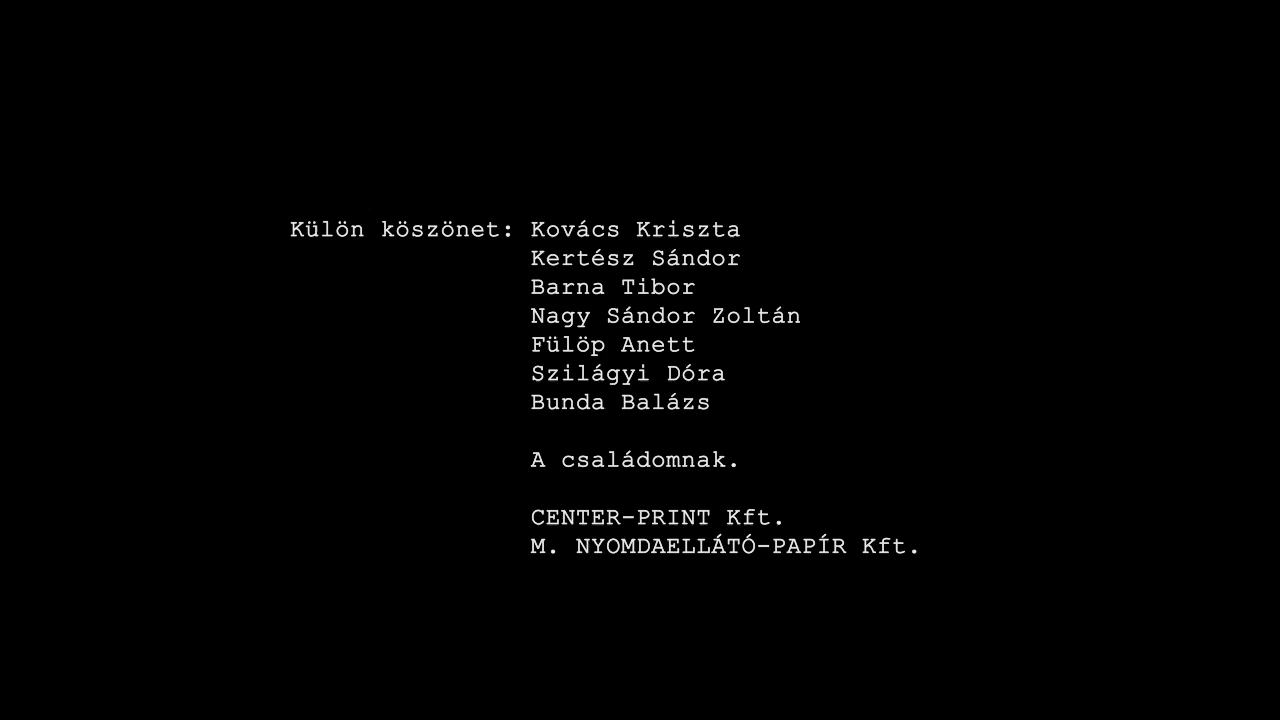 Külön köszönet: Kovács Kriszta
Kertész Sándor
Barna Tibor
Nagy Sándor Zoltán
Fülöp Anett
Szilágyi Dóra
Bunda Balázs
A családomnak.
CENTER-PRINT Kft.
M. NYOMDAELLÁTÓ-PAPÍR Kft.